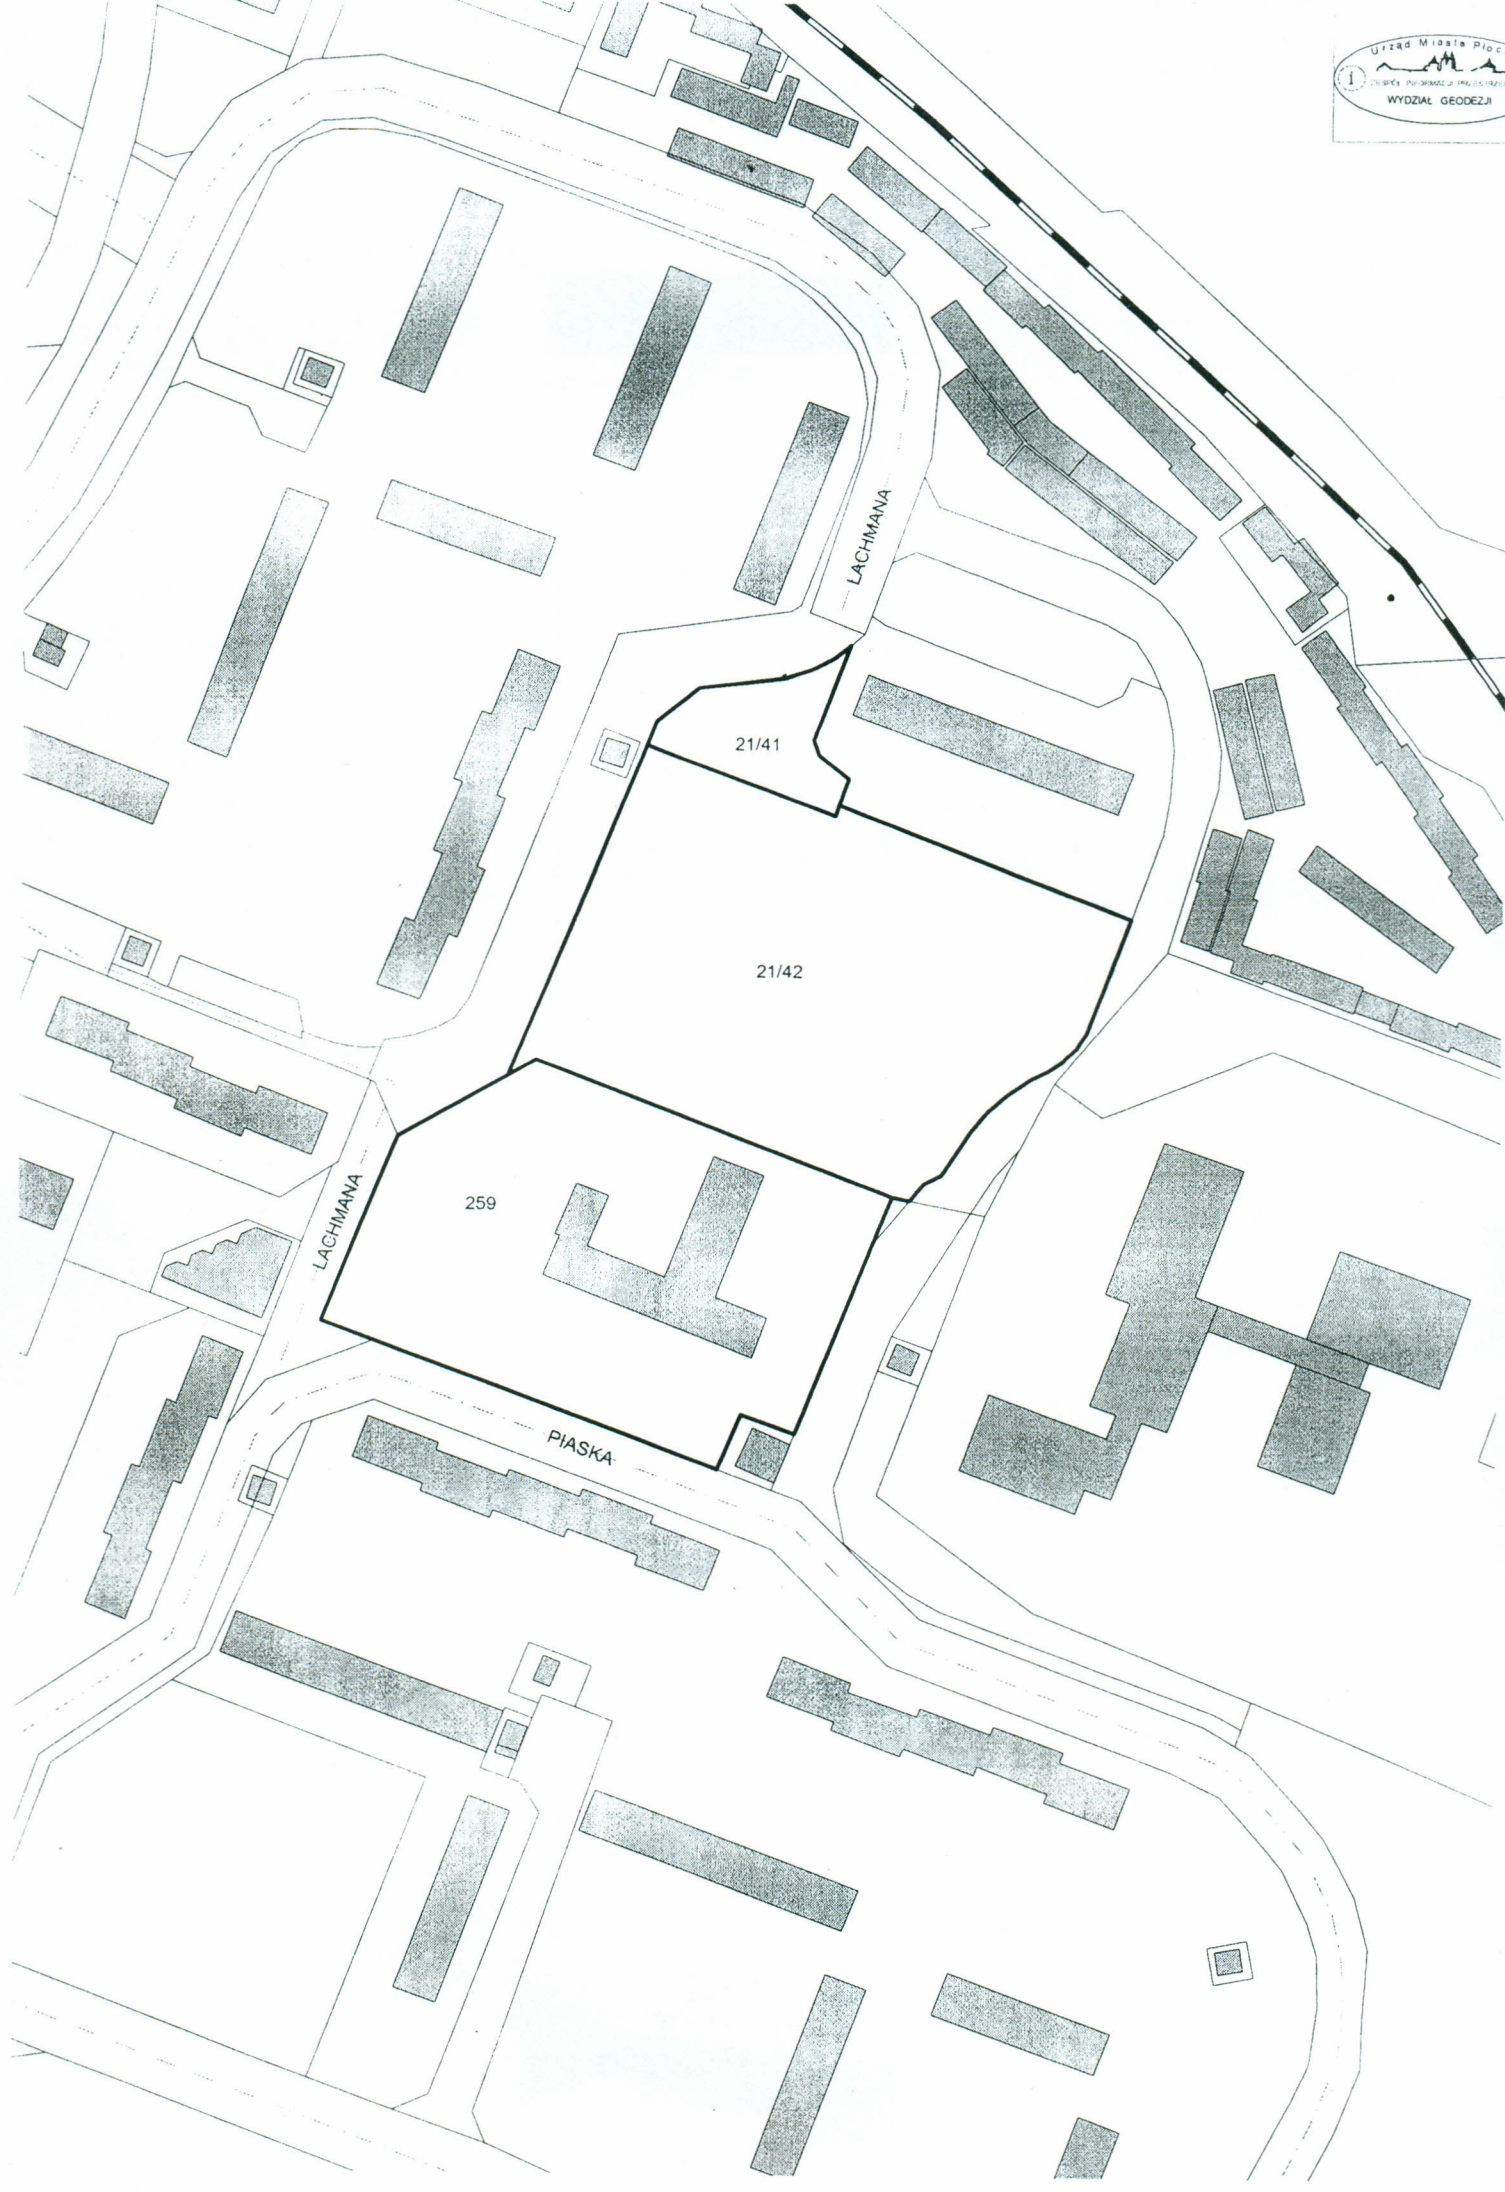 Urząd Miasta Płoc
i
WYDZIAŁ GEODEZJI
LACHMANA
21/41
21/42
259
LACHMANA
PIASKA